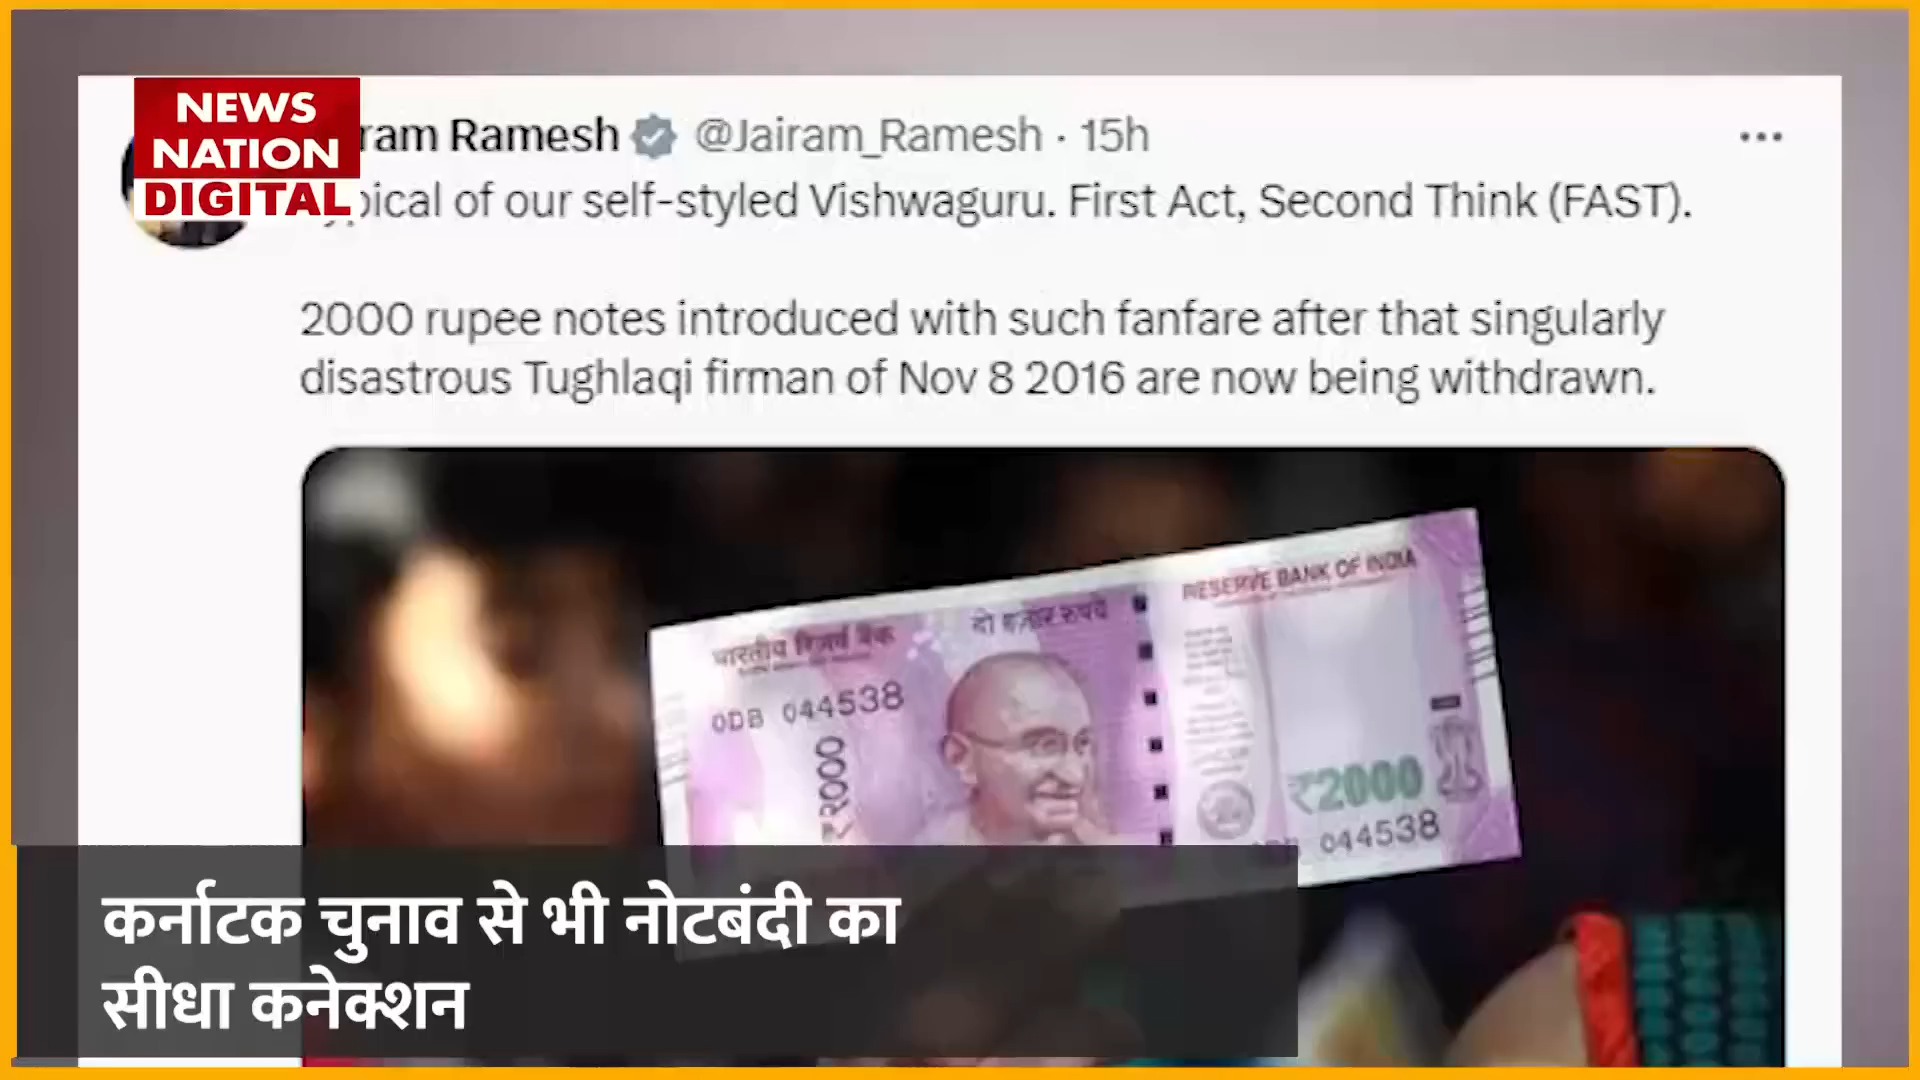 NEWS
NATION
DIGITAL
ram Ramesh @Jairam_Ramesh · 15h
pical of our self-styled Vishwaguru. First Act, Second Think (FAST).
2000 rupee notes introduced with such fanfare after that singularly
disastrous Tughlaqi firman of Nov 8 2016 are now being withdrawn.
भारतीय रिज़र्व बैंक
दो हज़ार रुपये
RESERVE BANK OF INDIA
0DB 044538
₹2000
044538
कर्नाटक चुनाव से भी नोटबंदी का
सीधा कनेक्शन